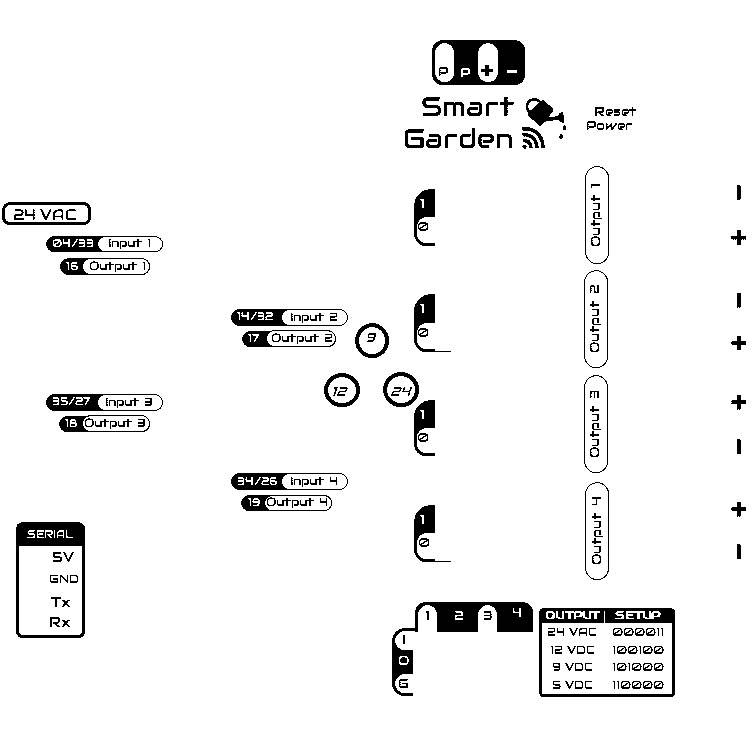 P P + -
Smart
Garden
Reset
Power
24 VAC
04/33 Input 1
16 Output 1
14/32 Input 2
17 Output 2
9
12 24
35/27 Input 3
18 Output 3
34/26 Input 4
19 Output 4
1
0
Output 1
-
+
1
0
Output 2
-
+
1
0
Output 3
+
-
1
0
Output 4
+
-
SERIAL
5V
GND
Tx
Rx
1 2 3 4
I
O
G
OUTPUT | SETUP
24 VAC 000011
12 VDC 100100
9 VDC 101000
5 VDC 110000